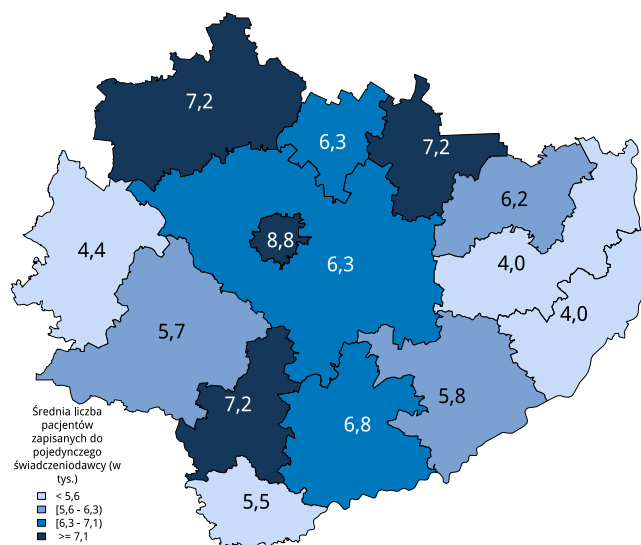 7,2
6,3
7,2
6,2
8,8
4,4
6,3
4,0
4,0
5,7
5,8
7,2
6,8
5,5
Średnia liczba
pacjentów
zapisanych do
pojedynczego
świadczeniodawcy (w
tys.)
< 5,6
[5,6 - 6,3)
[6,3 - 7,1)
>= 7,1